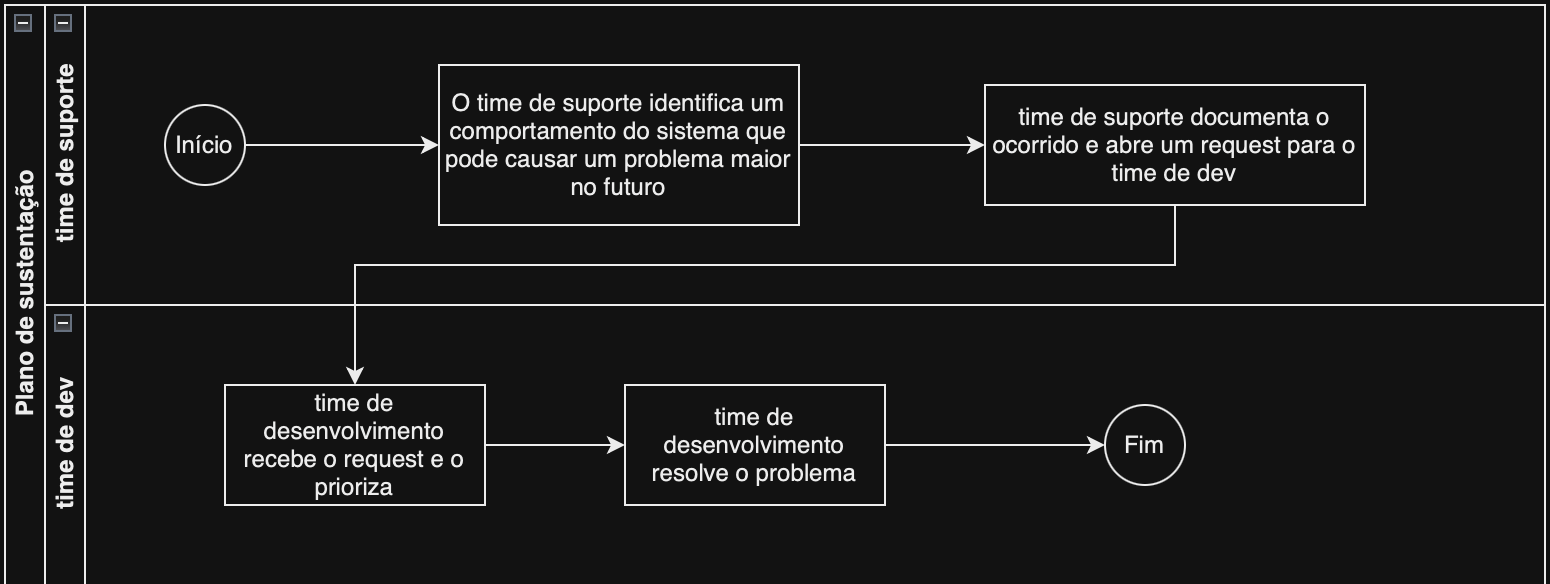 Plano de sustentação
time de suporte
Início
O time de suporte identifica um
comportamento do sistema que
pode causar um problema maior
no futuro
time de suporte documenta o
ocorrido e abre um request para o
time de dev
time de dev
time de
desenvolvimento
recebe o request e o
prioriza
time de
desenvolvimento
resolve o problema
Fim